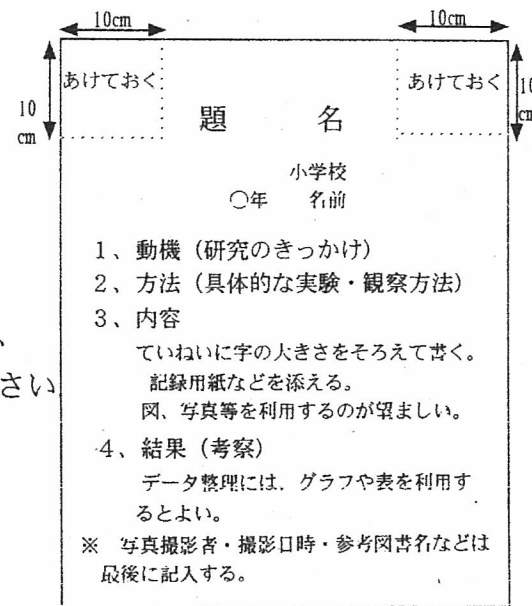 10cm
10cm
あけておく
あけておく
10
cm
10
cm
題　名
小学校
○年　名前
1、動機（研究のきっかけ）
2、方法（具体的な実験・観察方法）
3、内容
ていねいに字の大きさをそろえて書く。
記録用紙などを添える。
さい
図、写真等を利用するのが望ましい。
4、結果（考察）
データ整理には、グラフや表を利用す
るとよい。
※　写真撮影者・撮影日時・参考図書名などは
最後に記入する。